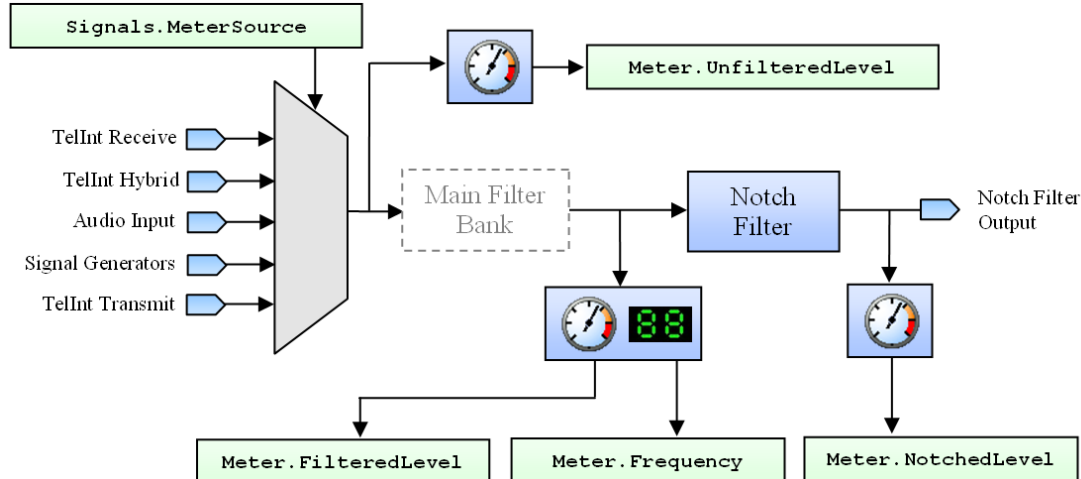 Signals.MeterSource
Meter.UnfilteredLevel
TelInt Receive
TelInt Hybrid
Audio Input
Signal Generators
TelInt Transmit
Main Filter
Bank
Notch
Filter
Notch Filter
Output
88
Meter.FilteredLevel
Meter.Frequency
Meter.NotchedLevel